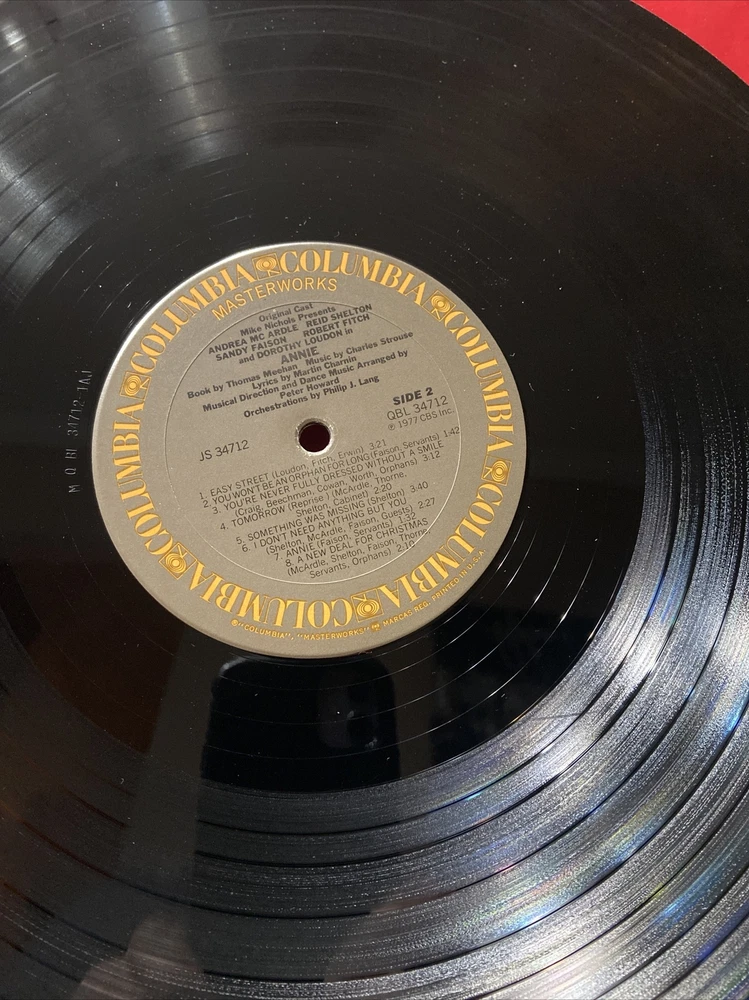 COLUMBIA COLUMBIA COLUMBIA COLUMBIA COLUMBIA COLUMBIA COLUMBIA COLUMBIA
MASTERWORKS
Original Cast
Mike Nichols Presents
ANDREA MC ARDLE REID SHELTON
SANDY FAISON ROBERT FITCH
and DOROTHY LOUDON in
ANNIE
Book by Thomas Meehan Music by Charles Strouse
Lyrics by Martin Charnin
Musical Direction and Dance Music Arranged by
Peter Howard
Orchestrations by Philip J. Lang
SIDE 2
QBL 34712
℗ 1977 CBS Inc.
JS 34712
1. EASY STREET (Loudon, Fitch, Erwin) 3:21
2. YOU WON'T BE AN ORPHAN FOR LONG (Faison, Servants) 1:42
3. YOU'RE NEVER FULLY DRESSED WITHOUT A SMILE
(Craig, Beechman, Cowan, Worth, Orphans) 3:12
4. TOMORROW (Reprise) (McArdle, Thorne,
Shelton, Cabinet) 2:20
5. SOMETHING WAS MISSING (Shelton) 3:40
6. I DON'T NEED ANYTHING BUT YOU
(Shelton, McArdle, Faison, Guests) 2:27
7. ANNIE (Faison, Servants) 1:32
8. A NEW DEAL FOR CHRISTMAS
(McArdle, Shelton, Faison, Thorne,
Servants, Orphans) 2:10
®"COLUMBIA", "MASTERWORKS" MARCAS REG. PRINTED IN U.S.A.